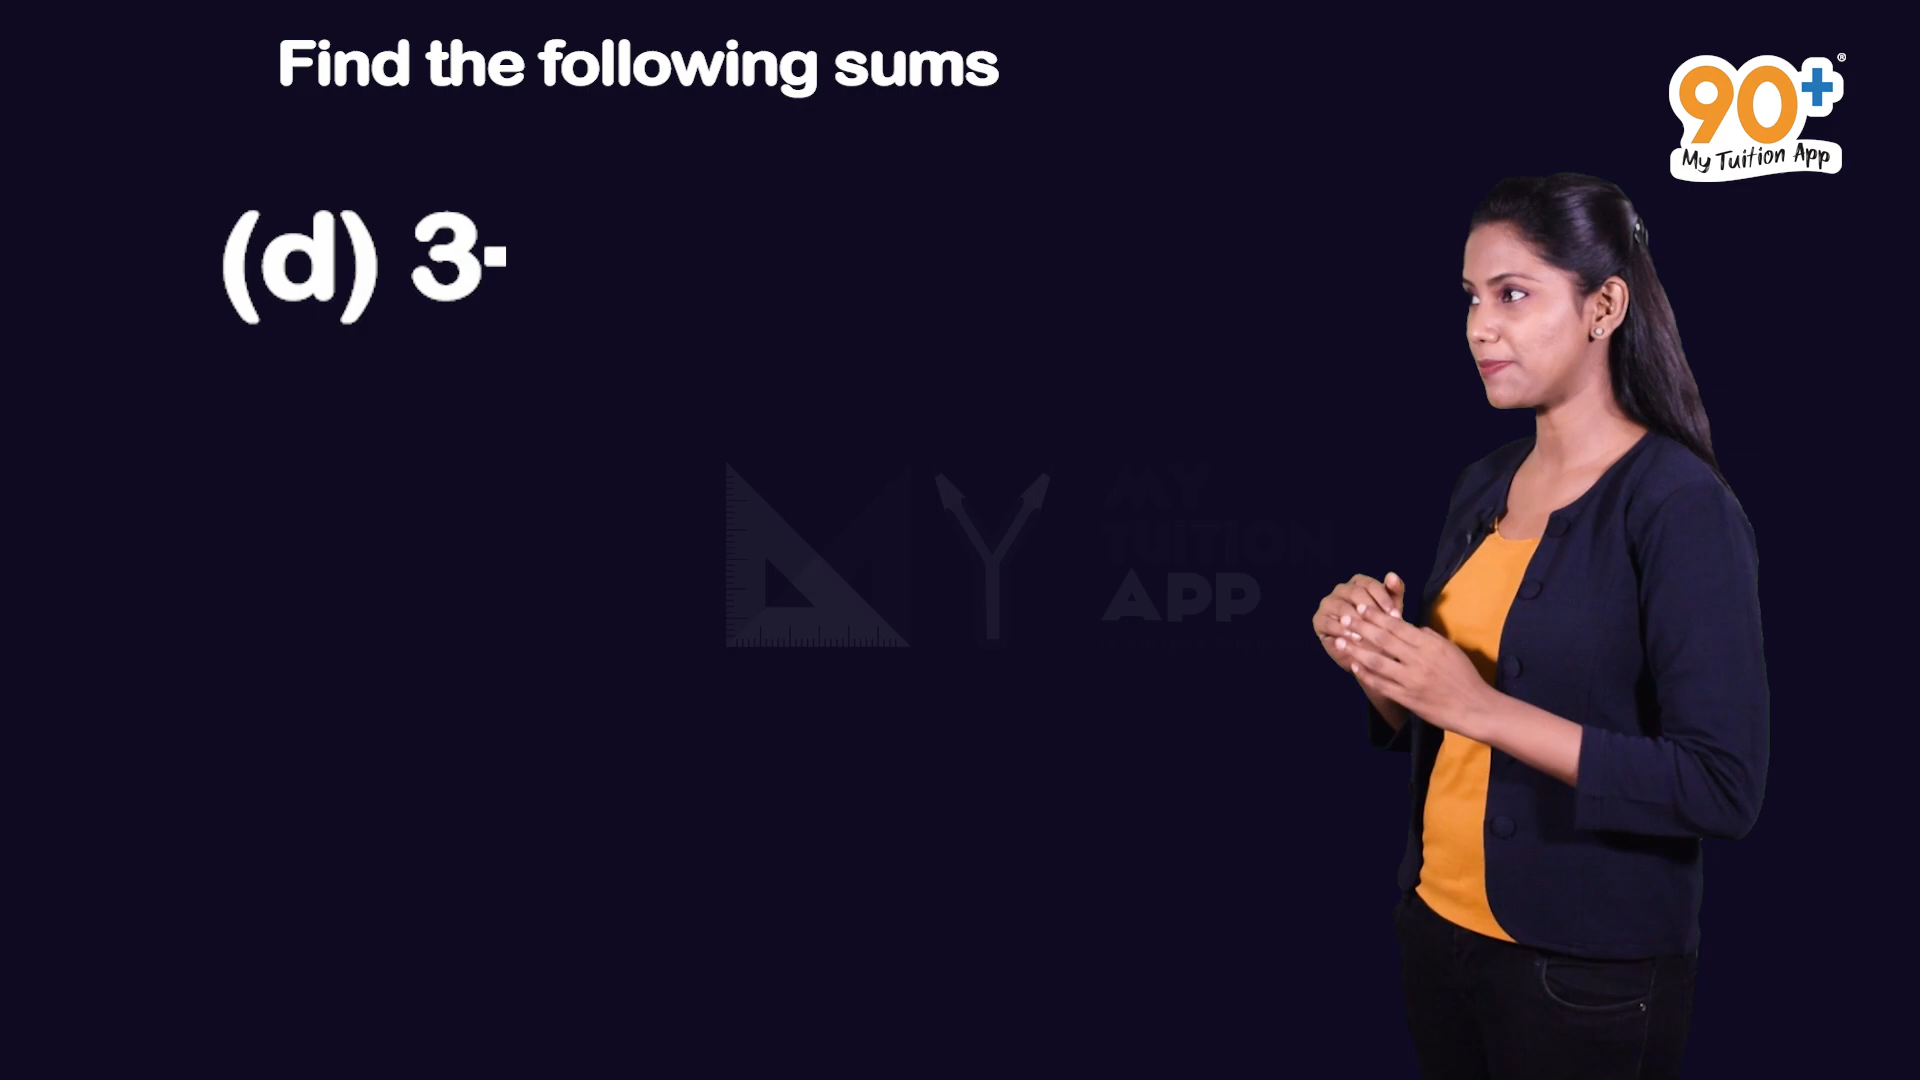 Find the following sums
90+®
My Tuition App
(d) 3-
MY
TUITION
APP